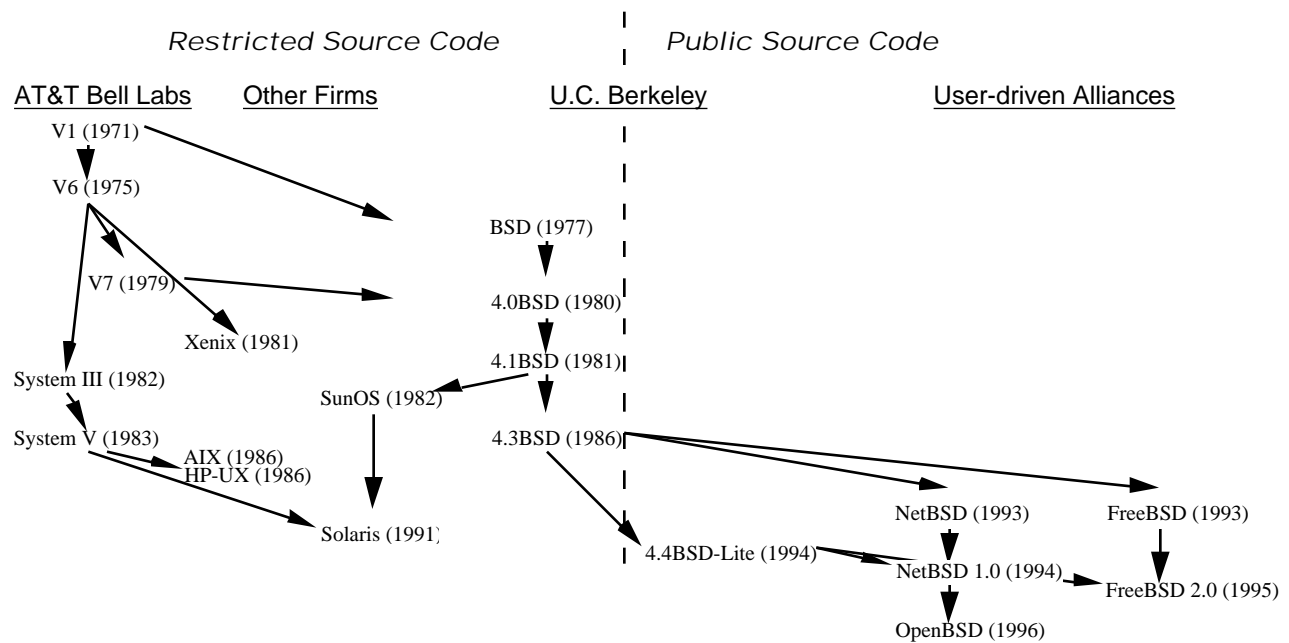 Restricted Source Code
Public Source Code
AT&T Bell Labs
Other Firms
U.C. Berkeley
User-driven Alliances
V1 (1971)
V6 (1975)
BSD (1977)
V7 (1979)
4.0BSD (1980)
Xenix (1981)
4.1BSD (1981)
System III (1982)
SunOS (1982)
System V (1983)
4.3BSD (1986)
AIX (1986)
HP-UX (1986)
NetBSD (1993)
FreeBSD (1993)
Solaris (1991)
4.4BSD-Lite (1994)
NetBSD 1.0 (1994)
FreeBSD 2.0 (1995)
OpenBSD (1996)